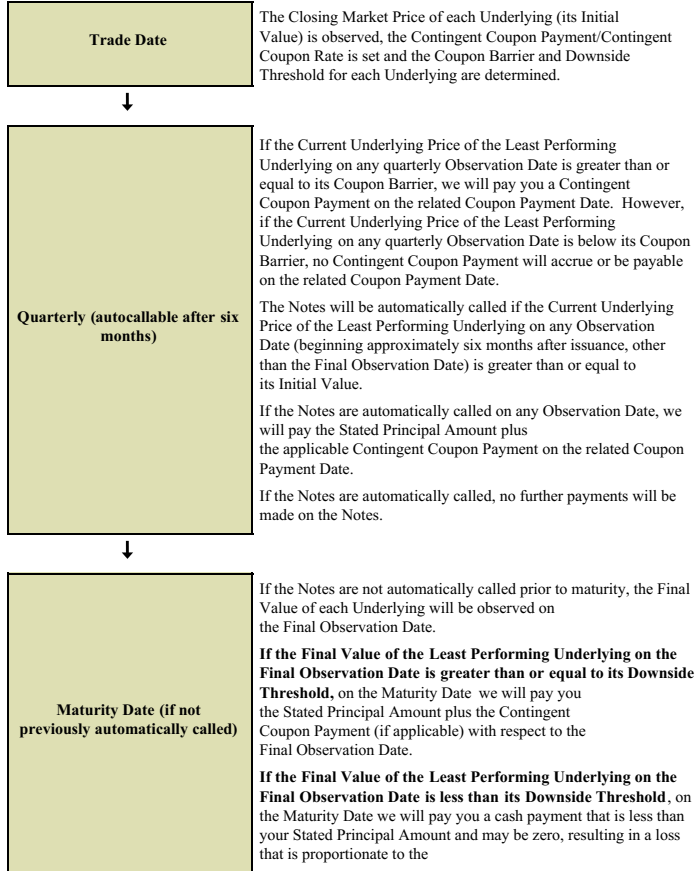 Trade Date
The Closing Market Price of each Underlying (its Initial
Value) is observed, the Contingent Coupon Payment/Contingent
Coupon Rate is set and the Coupon Barrier and Downside
Threshold for each Underlying are determined.
Quarterly (autocallable after six
months)
If the Current Underlying Price of the Least Performing
Underlying on any quarterly Observation Date is greater than or
equal to its Coupon Barrier, we will pay you a Contingent
Coupon Payment on the related Coupon Payment Date. However,
if the Current Underlying Price of the Least Performing
Underlying on any quarterly Observation Date is below its Coupon
Barrier, no Contingent Coupon Payment will accrue or be payable
on the related Coupon Payment Date.
The Notes will be automatically called if the Current Underlying
Price of the Least Performing Underlying on any Observation
Date (beginning approximately six months after issuance, other
than the Final Observation Date) is greater than or equal to
its Initial Value.
If the Notes are automatically called on any Observation Date, we
will pay the Stated Principal Amount plus
the applicable Contingent Coupon Payment on the related Coupon
Payment Date.
If the Notes are automatically called, no further payments will be
made on the Notes.
Maturity Date (if not
previously automatically called)
If the Notes are not automatically called prior to maturity, the Final
Value of each Underlying will be observed on
the Final Observation Date.
If the Final Value of the Least Performing Underlying on the
Final Observation Date is greater than or equal to its Downside
Threshold, on the Maturity Date we will pay you
the Stated Principal Amount plus the Contingent
Coupon Payment (if applicable) with respect to the
Final Observation Date.
If the Final Value of the Least Performing Underlying on the
Final Observation Date is less than its Downside Threshold, on
the Maturity Date we will pay you a cash payment that is less than
your Stated Principal Amount and may be zero, resulting in a loss
that is proportionate to the